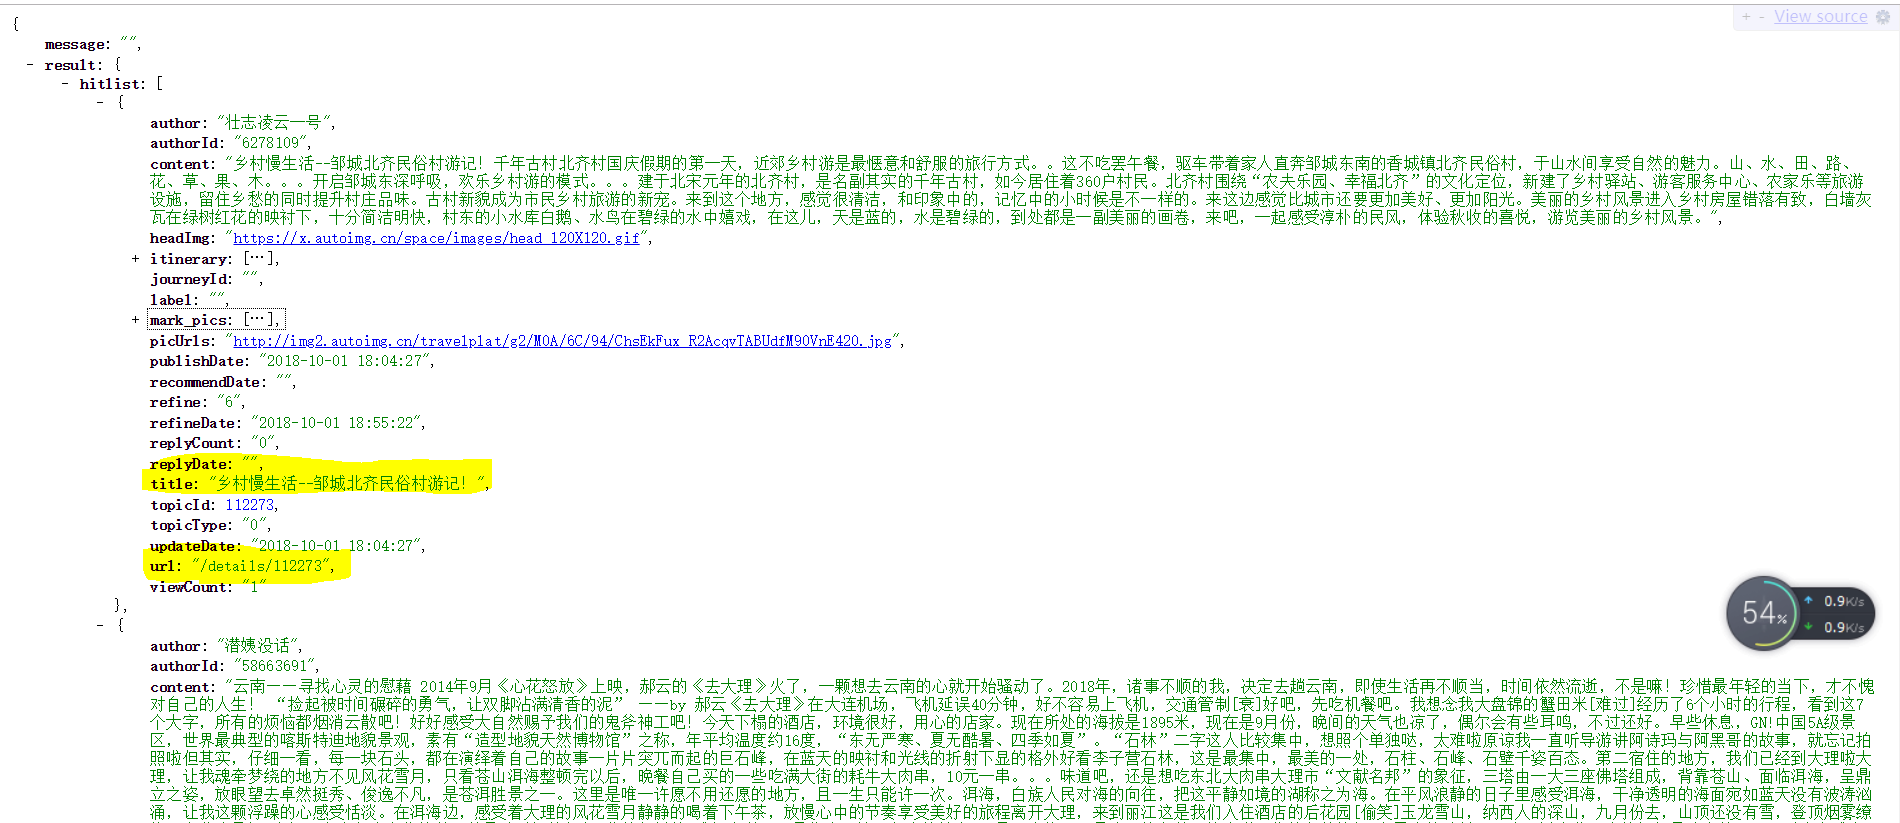 + - View source
{
message: "",
- result: {
- hitlist: [
- {
author: "壮志凌云一号",
authorId: "6278109",
content: "乡村慢生活--邹城北齐民俗村游记! 千年古村北齐村国庆假期的第一天, 近郊乡村游是最惬意和舒服的旅行方式。。这不吃罢午餐, 驱车带着家人直奔邹城东南的香城镇北齐民俗村, 于山水间享受自然的魅力。山、水、田、路、
花、草、果、木。。。开启邹城东深呼吸, 欢乐乡村游的模式。。。建于北宋元年的北齐村, 是名副其实的千年古村, 如今居住着360户村民。北齐村围绕“农夫乐园、幸福北齐”的文化定位, 新建了乡村驿站、游客服务中心、农家乐等旅游
设施, 留住乡愁的同时提升村庄品味。古村新貌成为市民乡村旅游的新宠。来到这个地方, 感觉很清洁, 和印象中的, 记忆中的小时候是不一样的。来这边感觉比城市还要更加美好、更加阳光。美丽的乡村风景进入乡村房屋错落有致, 白墙灰
瓦在绿树红花的映衬下, 十分简洁明快, 村东的小水库白鹅、水鸟在碧绿的水中嬉戏, 在这儿, 天是蓝的, 水是碧绿的, 到处都是一副美丽的画卷, 来吧, 一起感受淳朴的民风, 体验秋收的喜悦, 游览美丽的乡村风景。",
headImg: "https://x.autoimg.cn/space/images/head_120X120.gif",
+ itinerary: […],
journeyId: "",
label: "",
+ mark_pics: […],
picUrls: "http://img2.autoimg.cn/travelplat/g2/M0A/6C/94/ChsEkFux_R2AcqvTABUdfM90VnE420.jpg",
publishDate: "2018-10-01 18:04:27",
recommendDate: "",
refine: "6",
refineDate: "2018-10-01 18:55:22",
replyCount: "0",
replyDate: "",
title: "乡村慢生活--邹城北齐民俗村游记! ",
topicId: 112273,
topicType: "0",
updateDate: "2018-10-01 18:04:27",
url: "/details/112273",
viewCount: "1"
},
- {
author: "潜姨没话",
authorId: "58663691",
content: "云南——寻找心灵的慰藉 2014年9月《心花怒放》上映, 郝云的《去大理》火了, 一颗想去云南的心就开始骚动了。2018年, 诸事不顺的我, 决定去趟云南, 即使生活再不顺当, 时间依然流逝, 不是嘛! 珍惜最年轻的当下, 才不愧
对自己的人生! “捡起被时间碾碎的勇气, 让双脚沾满清香的泥” ——by 郝云《去大理》在大连机场, 飞机延误40分钟, 好不容易上飞机, 交通管制[衰]好吧, 先吃机餐吧。我想念我大盘锦的蟹田米[难过]经历了6个小时的行程, 看到这7
个大字, 所有的烦恼都烟消云散吧! 好好感受大自然赐予我们的鬼斧神工吧! 今天下榻的酒店, 环境很好, 用心的店家。现在所处的海拔是1895米, 现在是9月份, 晚间的天气也凉了, 偶尔会有些耳鸣, 不过还好。早些休息, GN!中国5A级景
区, 世界最典型的喀斯特迪地貌景观, 素有“造型地貌天然博物馆”之称, 年平均温度约16度, “东无严寒、夏无酷暑、四季如夏”。“石林”二字这人比较集中, 想照个单独哒, 太难啦原谅我一直听导游讲阿诗玛与阿黑哥的故事, 就忘记拍
照啦但其实, 仔细一看, 每一块石头, 都在演绎着自己的故事一片片突兀而起的巨石峰, 在蓝天的映衬和光线的折射下显的格外好看李子营石林, 这是最集中, 最美的一处, 石柱、石峰、石壁千姿百态。第二宿住的地方, 我们已经到大理啦大
理, 让我魂牵梦绕的地方不见风花雪月, 只看苍山洱海整顿完以后, 晚餐自己买的一些吃满大街的耗牛大肉串, 10元一串。。。味道吧, 还是想吃东北大肉串大理市“文献名邦”的象征, 三塔由一大三座佛塔组成, 背靠苍山、面临洱海, 呈鼎
立之姿, 放眼望去卓然挺秀、俊逸不凡, 是苍洱胜景之一。这里是唯一许愿不用还愿的地方, 且一生只能许一次。洱海, 白族人民对海的向往, 把这平静如境的湖称之为海。在平风浪静的日子里感受洱海, 干净透明的海面宛如蓝天没有波涛汹
涌, 让我这颗浮躁的心感受恬淡。在洱海边, 感受着大理的风花雪月静静的喝着下午茶, 放慢心中的节奏享受美好的旅程离开大理, 来到丽江这是我们入住酒店的后花园[偷笑]玉龙雪山, 纳西人的深山, 九月份去, 山顶还没有雪, 登顶烟雾缭
54%
0.9K/s
0.9K/s